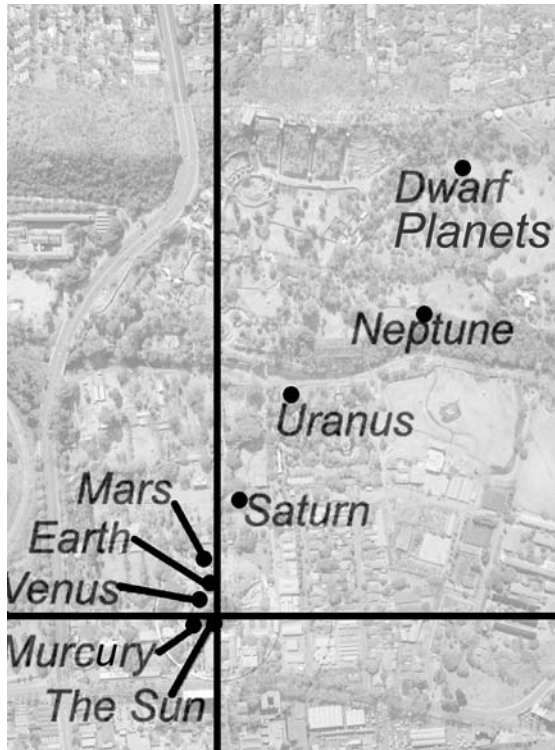 Dwarf
Planets
Neptune
Uranus
Mars
Saturn
Earth
Venus
Murcury
The Sun